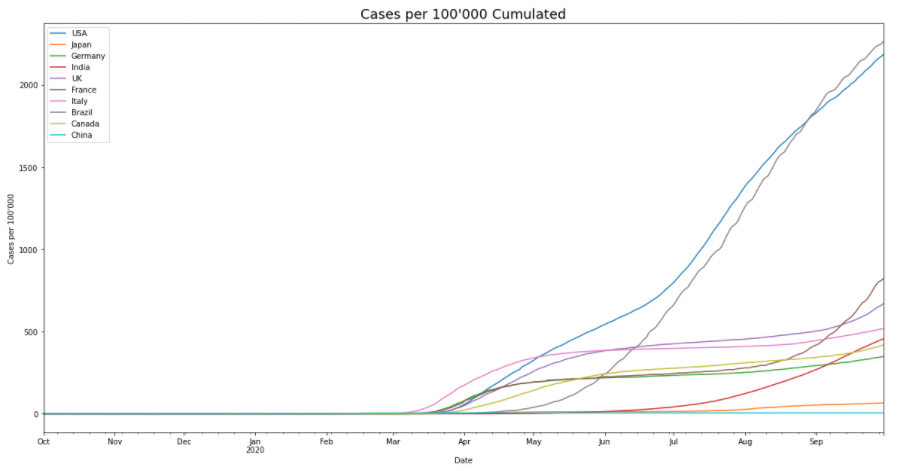 Cases per 100'000 Cumulated
USA
Japan
Germany
India
UK
France
Italy
Brazil
Canada
China
2000
1500
1000
500
0
Cases per 100'000
Oct Nov Dec Jan Feb Mar Apr May Jun Jul Aug Sep
2020
Date